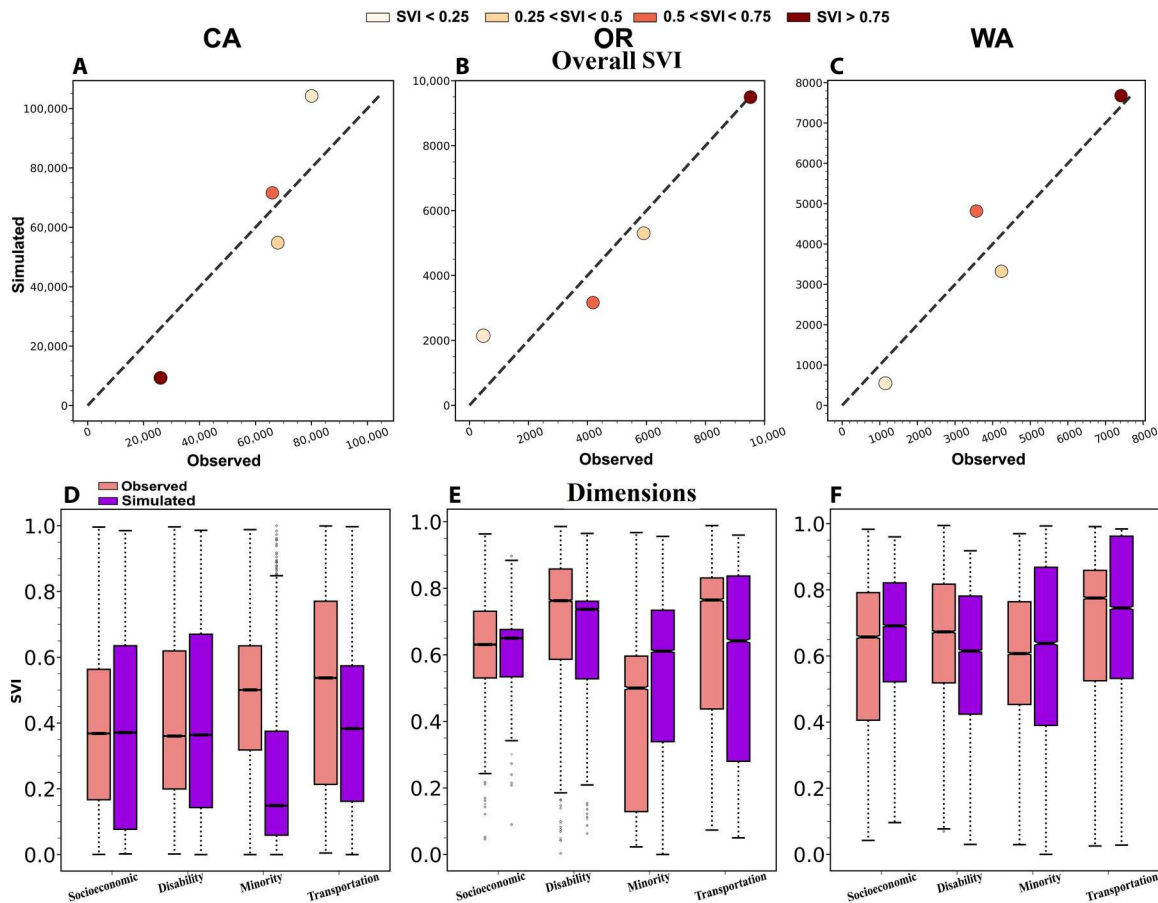 SVI < 0.25 0.25 <SVI< 0.5 0.5 <SVI< 0.75 SVI > 0.75
CA OR WA
Overall SVI
A B C
100,000
80,000
60,000
40,000
20,000
0
Simulated
0 20,000 40,000 60,000 80,000 100,000
Observed
10,000
8000
6000
4000
2000
0
0 2000 4000 6000 8000 10,000
Observed
8000
7000
6000
5000
4000
3000
2000
1000
0
0 1000 2000 3000 4000 5000 6000 7000 8000
Observed
D Observed
Simulated
E Dimensions F
1.0
0.8
0.6
0.4
0.2
0.0
SVI
Socioeconomic Disability Minority Transportation
1.0
0.8
0.6
0.4
0.2
0.0
Socioeconomic Disability Minority Transportation
1.0
0.8
0.6
0.4
0.2
0.0
Socioeconomic Disability Minority Transportation